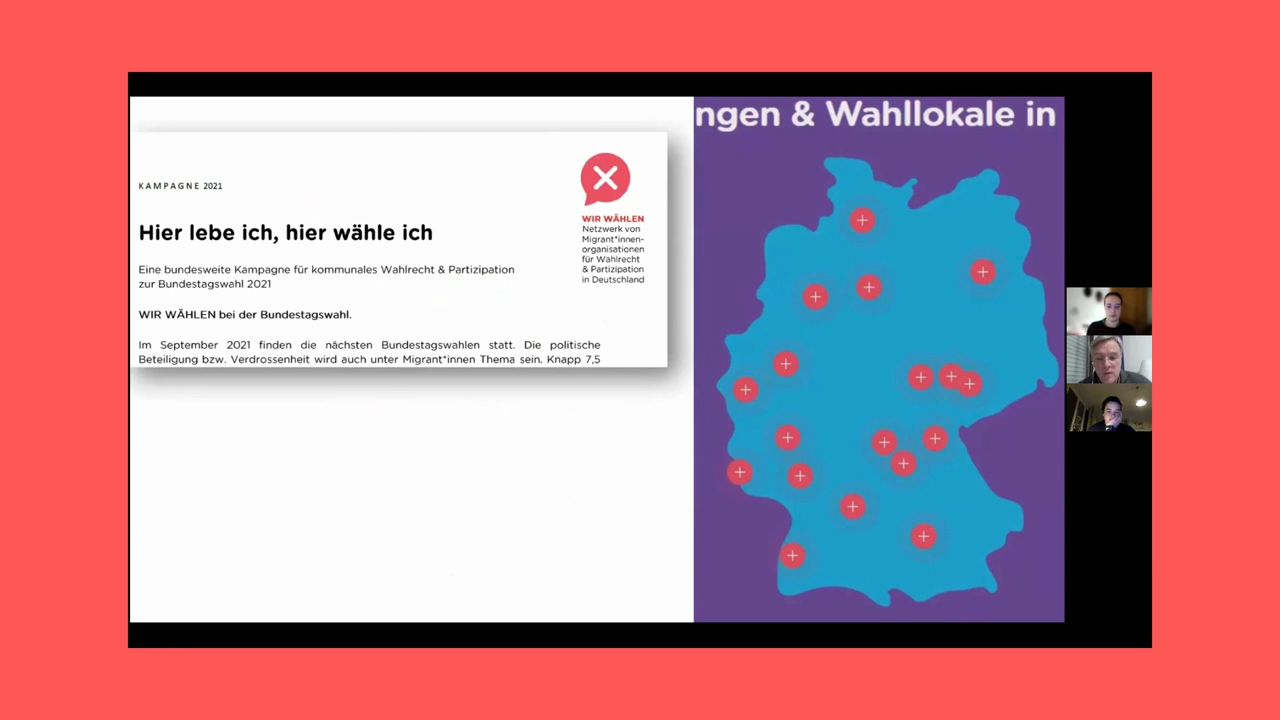 ngen & Wahllokale in
KAMPAGNE 2021
Hier lebe ich, hier wähle ich
Eine bundesweite Kampagne für kommunales Wahlrecht & Partizipation
zur Bundestagswahl 2021
WIR WÄHLEN bei der Bundestagswahl.
Im September 2021 finden die nächsten Bundestagswahlen statt. Die politische
Beteiligung bzw. Verdrossenheit wird auch unter Migrant*innen Thema sein. Knapp 7,5
WIR WÄHLEN
Netzwerk von
Migrant*innen-
organisationen
für Wahlrecht
& Partizipation
in Deutschland